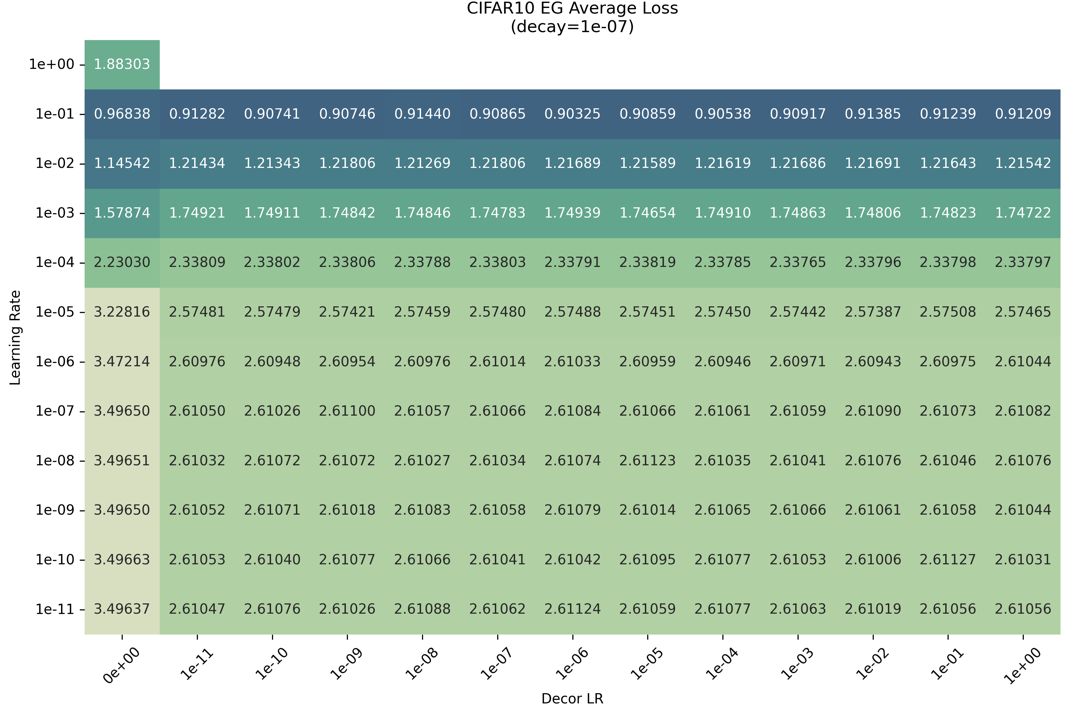 CIFAR10 EG Average Loss
(decay=1e-07)
Learning Rate
1e+00 1.88303
1e-01 0.96838 0.91282 0.90741 0.90746 0.91440 0.90865 0.90325 0.90859 0.90538 0.90917 0.91385 0.91239 0.91209
1e-02 1.14542 1.21434 1.21343 1.21806 1.21269 1.21806 1.21689 1.21589 1.21619 1.21686 1.21691 1.21643 1.21542
1e-03 1.57874 1.74921 1.74911 1.74842 1.74846 1.74783 1.74939 1.74654 1.74910 1.74863 1.74806 1.74823 1.74722
1e-04 2.23030 2.33809 2.33802 2.33806 2.33788 2.33803 2.33791 2.33819 2.33785 2.33765 2.33796 2.33798 2.33797
1e-05 3.22816 2.57481 2.57479 2.57421 2.57459 2.57480 2.57488 2.57451 2.57450 2.57442 2.57387 2.57508 2.57465
1e-06 3.47214 2.60976 2.60948 2.60954 2.60976 2.61014 2.61033 2.60959 2.60946 2.60971 2.60943 2.60975 2.61044
1e-07 3.49650 2.61050 2.61026 2.61100 2.61057 2.61066 2.61084 2.61066 2.61061 2.61059 2.61090 2.61073 2.61082
1e-08 3.49651 2.61032 2.61072 2.61072 2.61027 2.61034 2.61074 2.61123 2.61035 2.61041 2.61076 2.61046 2.61076
1e-09 3.49650 2.61052 2.61071 2.61018 2.61083 2.61058 2.61079 2.61014 2.61065 2.61066 2.61061 2.61058 2.61044
1e-10 3.49663 2.61053 2.61040 2.61077 2.61066 2.61041 2.61042 2.61095 2.61077 2.61053 2.61006 2.61127 2.61031
1e-11 3.49637 2.61047 2.61076 2.61026 2.61088 2.61062 2.61124 2.61059 2.61077 2.61063 2.61019 2.61056 2.61056
0e+00 1e-11 1e-10 1e-09 1e-08 1e-07 1e-06 1e-05 1e-04 1e-03 1e-02 1e-01 1e+00
Decor LR